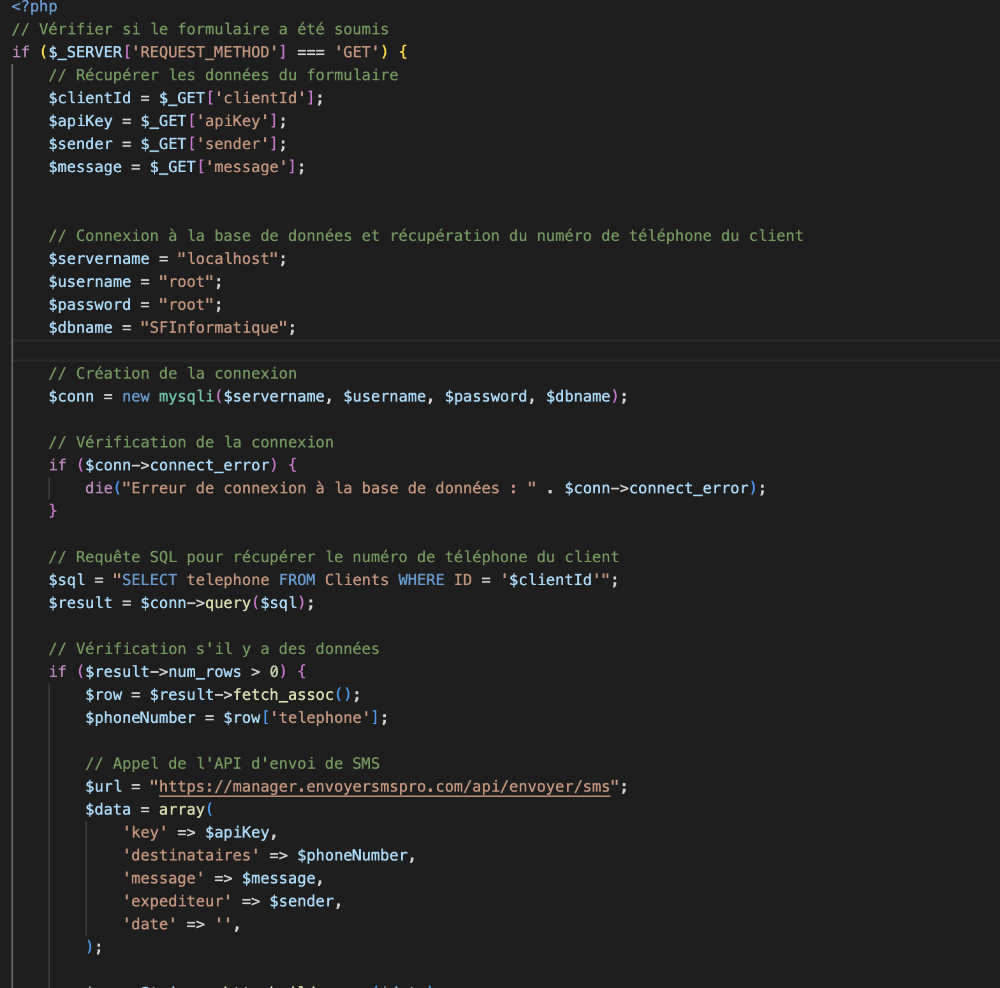 <?php
// Vérifier si le formulaire a été soumis
if ($_SERVER['REQUEST_METHOD'] === 'GET') {
    // Récupérer les données du formulaire
    $clientId = $_GET['clientId'];
    $apiKey = $_GET['apiKey'];
    $sender = $_GET['sender'];
    $message = $_GET['message'];
    // Connexion à la base de données et récupération du numéro de téléphone du client
    $servername = "localhost";
    $username = "root";
    $password = "root";
    $dbname = "SFInformatique";
    // Création de la connexion
    $conn = new mysqli($servername, $username, $password, $dbname);
    // Vérification de la connexion
    if ($conn->connect_error) {
        die("Erreur de connexion à la base de données : " . $conn->connect_error);
    }
    // Requête SQL pour récupérer le numéro de téléphone du client
    $sql = "SELECT telephone FROM Clients WHERE ID = '$clientId'";
    $result = $conn->query($sql);
    // Vérification s'il y a des données
    if ($result->num_rows > 0) {
        $row = $result->fetch_assoc();
        $phoneNumber = $row['telephone'];
        // Appel de l'API d'envoi de SMS
        $url = "https://manager.envoyersmspro.com/api/envoyer/sms";
        $data = array(
            'key' => $apiKey,
            'destinataires' => $phoneNumber,
            'message' => $message,
            'expediteur' => $sender,
            'date' => '',
        );